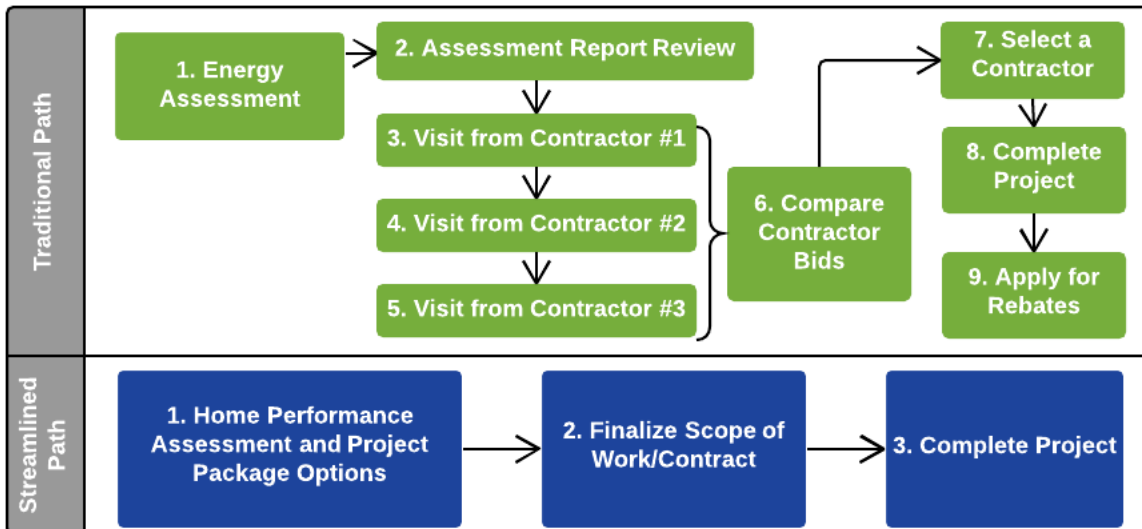 Traditional Path
1. Energy
Assessment
2. Assessment Report Review
3. Visit from Contractor #1
4. Visit from Contractor #2
5. Visit from Contractor #3
6. Compare
Contractor
Bids
7. Select a
Contractor
8. Complete
Project
9. Apply for
Rebates
Streamlined
Path
1. Home Performance
Assessment and Project
Package Options
2. Finalize Scope of
Work/Contract
3. Complete Project